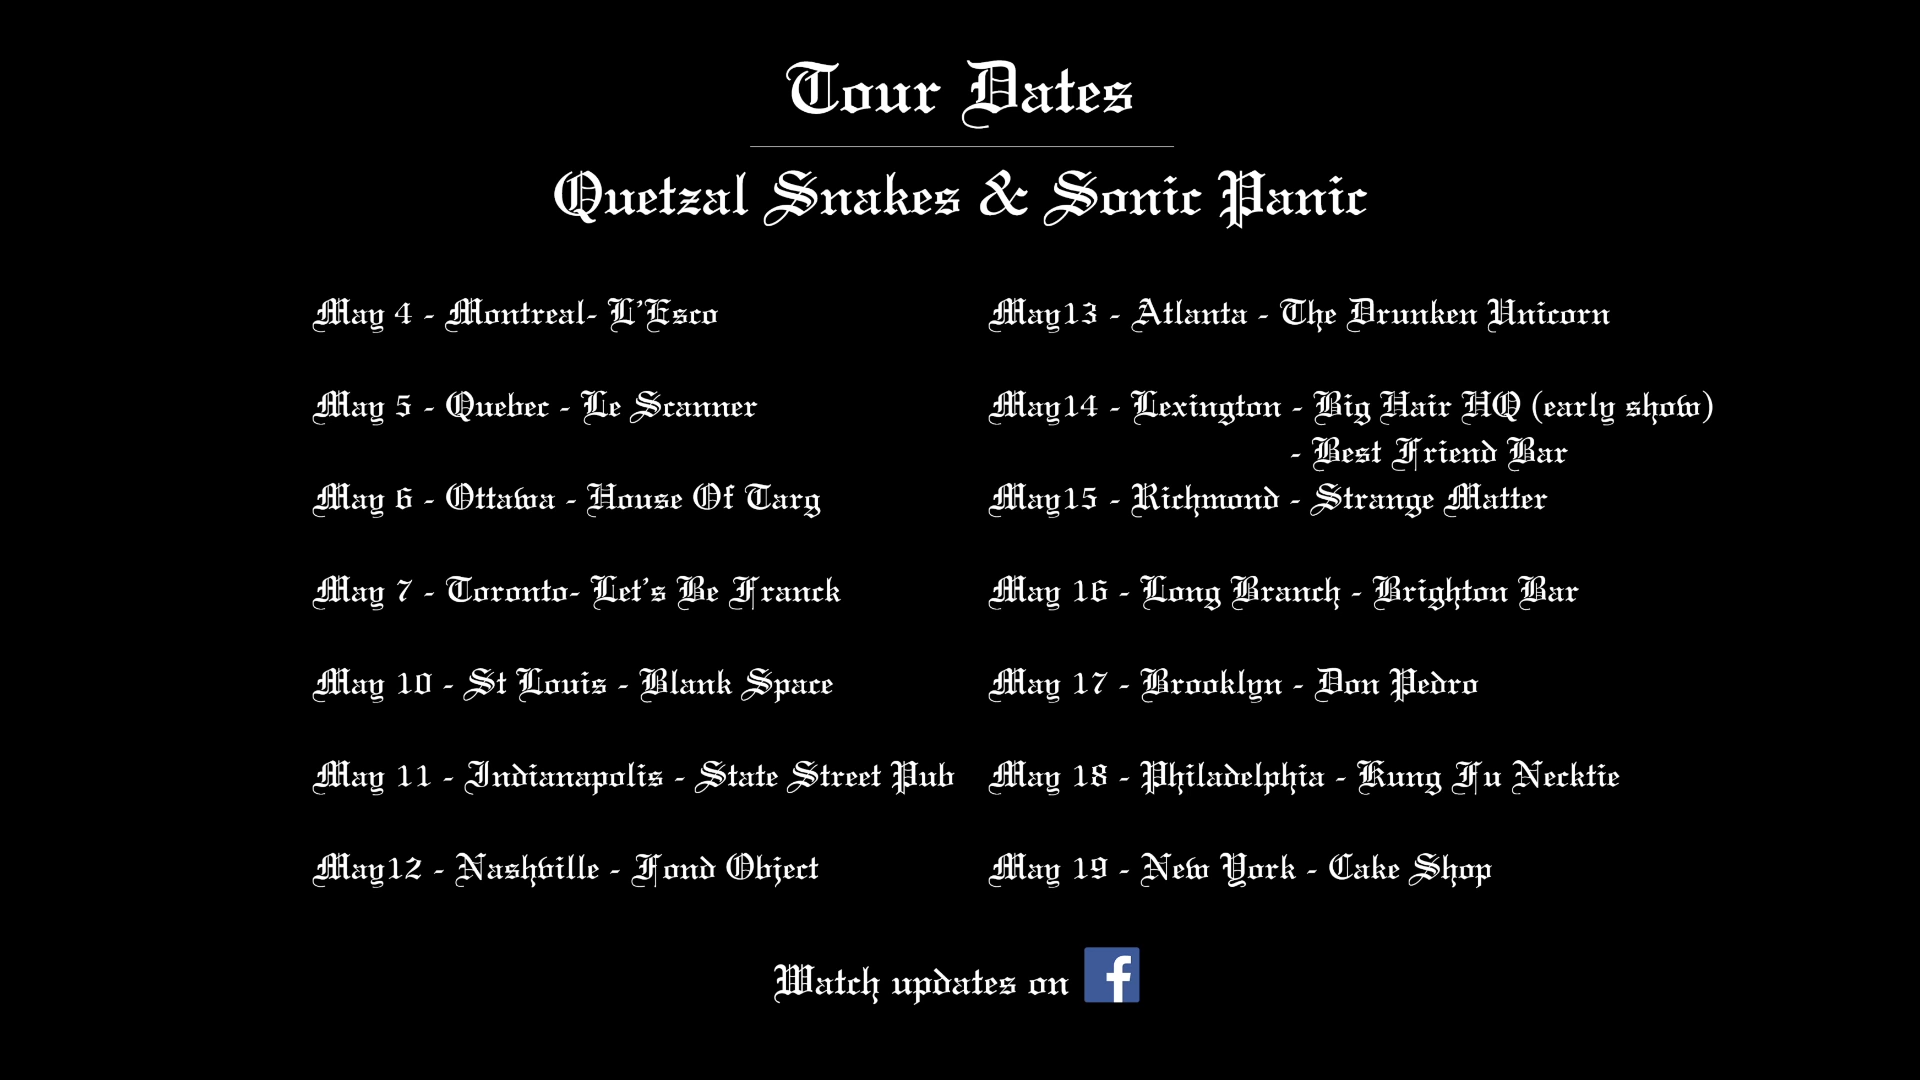 Tour Dates
Quetzal Snakes & Sonic Panic
May 4 - Montreal- L'Esco
May 5 - Quebec - Le Scanner
May 6 - Ottawa - House Of Targ
May 7 - Toronto- Let's Be Franck
May 10 - St Louis - Blank Space
May 11 - Indianapolis - State Street Pub
May12 - Nashville - Fond Object
May13 - Atlanta - The Drunken Unicorn
May14 - Lexington - Big Hair HQ (early show)
- Best Friend Bar
May15 - Richmond - Strange Matter
May 16 - Long Branch - Brighton Bar
May 17 - Brooklyn - Don Pedro
May 18 - Philadelphia - Kung Fu Necktie
May 19 - New York - Cake Shop
Watch updates on f